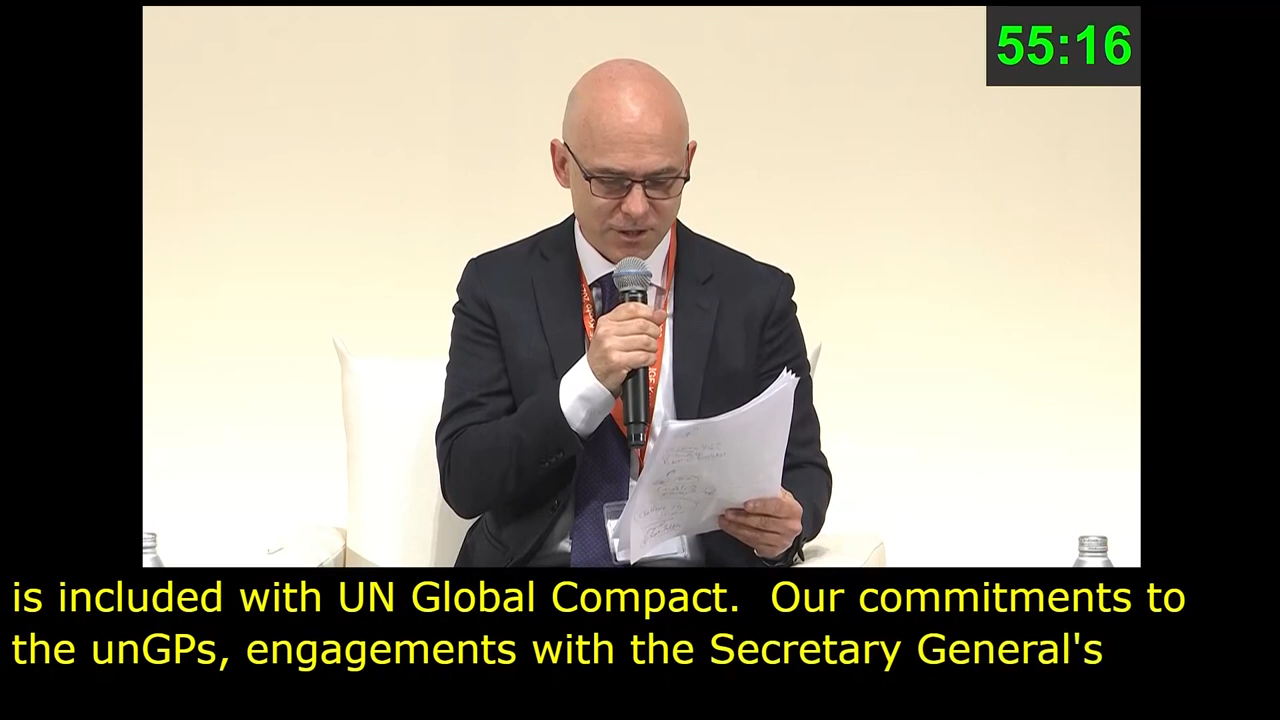 55:16
is included with UN Global Compact.  Our commitments to
the unGPs, engagements with the Secretary General's